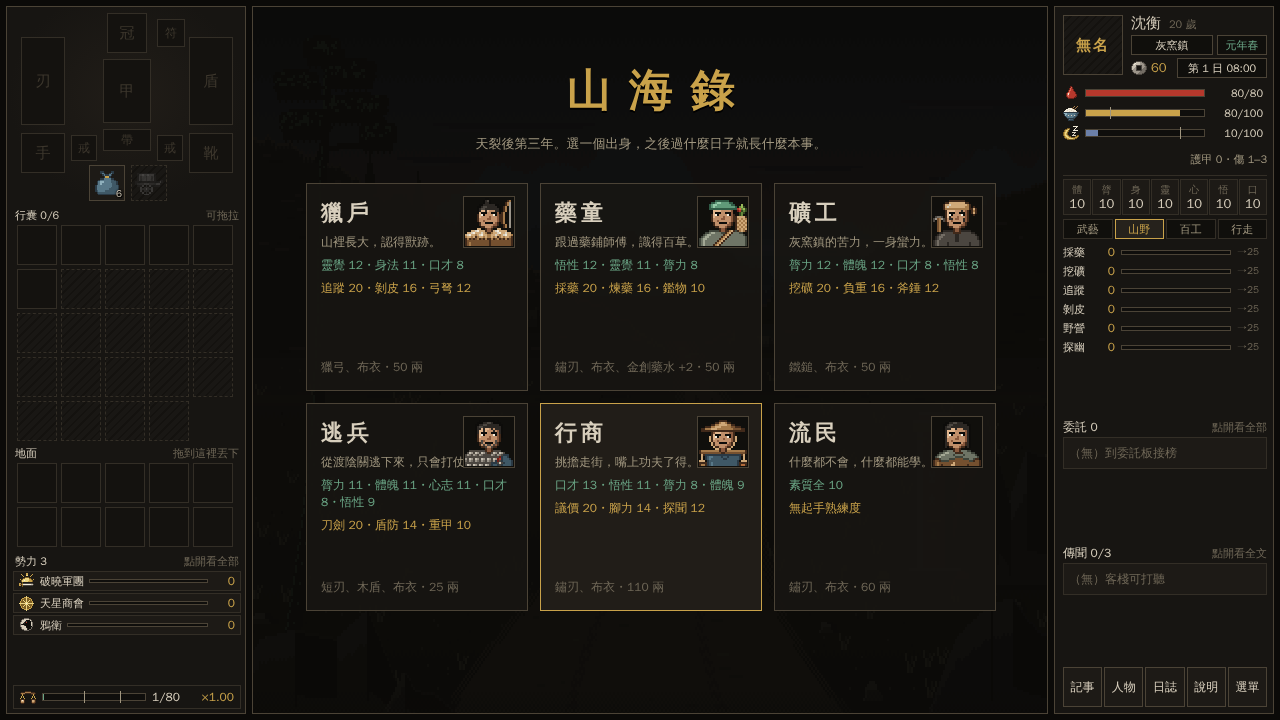 冠
符
刃
甲
盾
手
戒
帶
戒
靴
6
行囊 0/6
可拖拉
地面
拖到這裡丟下
勢力 3
點開看全部
破曉軍團 0
天星商會 0
鴉衛 0
1/80 ×1.00
山海錄
天裂後第三年。選一個出身，之後過什麼日子就長什麼本事。
獵戶
山裡長大，認得獸跡。
靈覺 12・身法 11・口才 8
追蹤 20・剝皮 16・弓弩 12
獵弓、布衣・50 兩
藥童
跟過藥鋪師傅，識得百草。
悟性 12・靈覺 11・膂力 8
採藥 20・煉藥 16・鑑物 10
鏽刃、布衣、金創藥水 +2・50 兩
礦工
灰窯鎮的苦力，一身蠻力。
膂力 12・體魄 12・口才 8・悟性 8
挖礦 20・負重 16・斧錘 12
鐵鎚、布衣・50 兩
逃兵
從渡陰關逃下來，只會打仗
膂力 11・體魄 11・心志 11・口才
8・悟性 9
刀劍 20・盾防 14・重甲 10
短刃、木盾、布衣・25 兩
行商
挑擔走街，嘴上功夫了得。
口才 13・悟性 11・膂力 8・體魄 9
議價 20・腳力 14・探聞 12
鏽刃、布衣・110 兩
流民
什麼都不會，什麼都能學。
素質全 10
無起手熟練度
鏽刃、布衣・60 兩
無名
沈衡 20 歲
灰窯鎮 元年春
60 第 1 日 08:00
80/80
80/100
10/100
護甲 0・傷 1–3
體 膂 身 靈 心 悟 口
10 10 10 10 10 10 10
武藝 山野 百工 行走
採藥 0 →25
挖礦 0 →25
追蹤 0 →25
剝皮 0 →25
野營 0 →25
探幽 0 →25
委託 0
點開看全部
（無）到委託板接榜
傳聞 0/3
點開看全文
（無）客棧可打聽
記事 人物 日誌 說明 選單